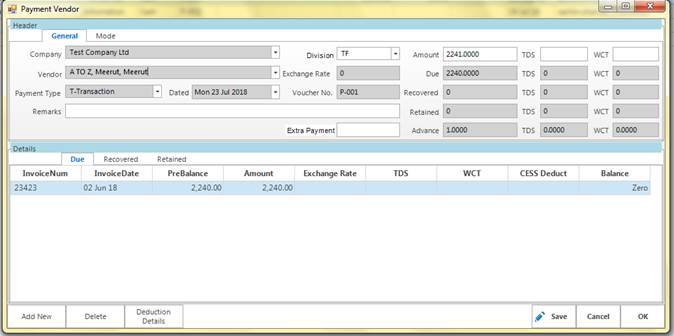 Payment Vendor
Header
General Mode
Company Test Company Ltd Division TF Amount 2241.0000 TDS WCT
Vendor A TO Z, Meerut, Meerut Exchange Rate 0 Due 2240.0000 TDS 0 WCT 0
Payment Type T-Transaction Dated Mon 23 Jul 2018 Voucher No. P-001 Recovered 0 TDS 0 WCT 0
Remarks Retained 0 TDS 0 WCT 0
Extra Payment Advance 1.0000 TDS 0.0000 WCT 0.0000
Details
Due Recovered Retained
InvoiceNum InvoiceDate PreBalance Amount Exchange Rate TDS WCT CESS Deduct Balance
23423 02 Jun 18 2,240.00 2,240.00 Zero
Add New Delete Deduction Details Save Cancel OK